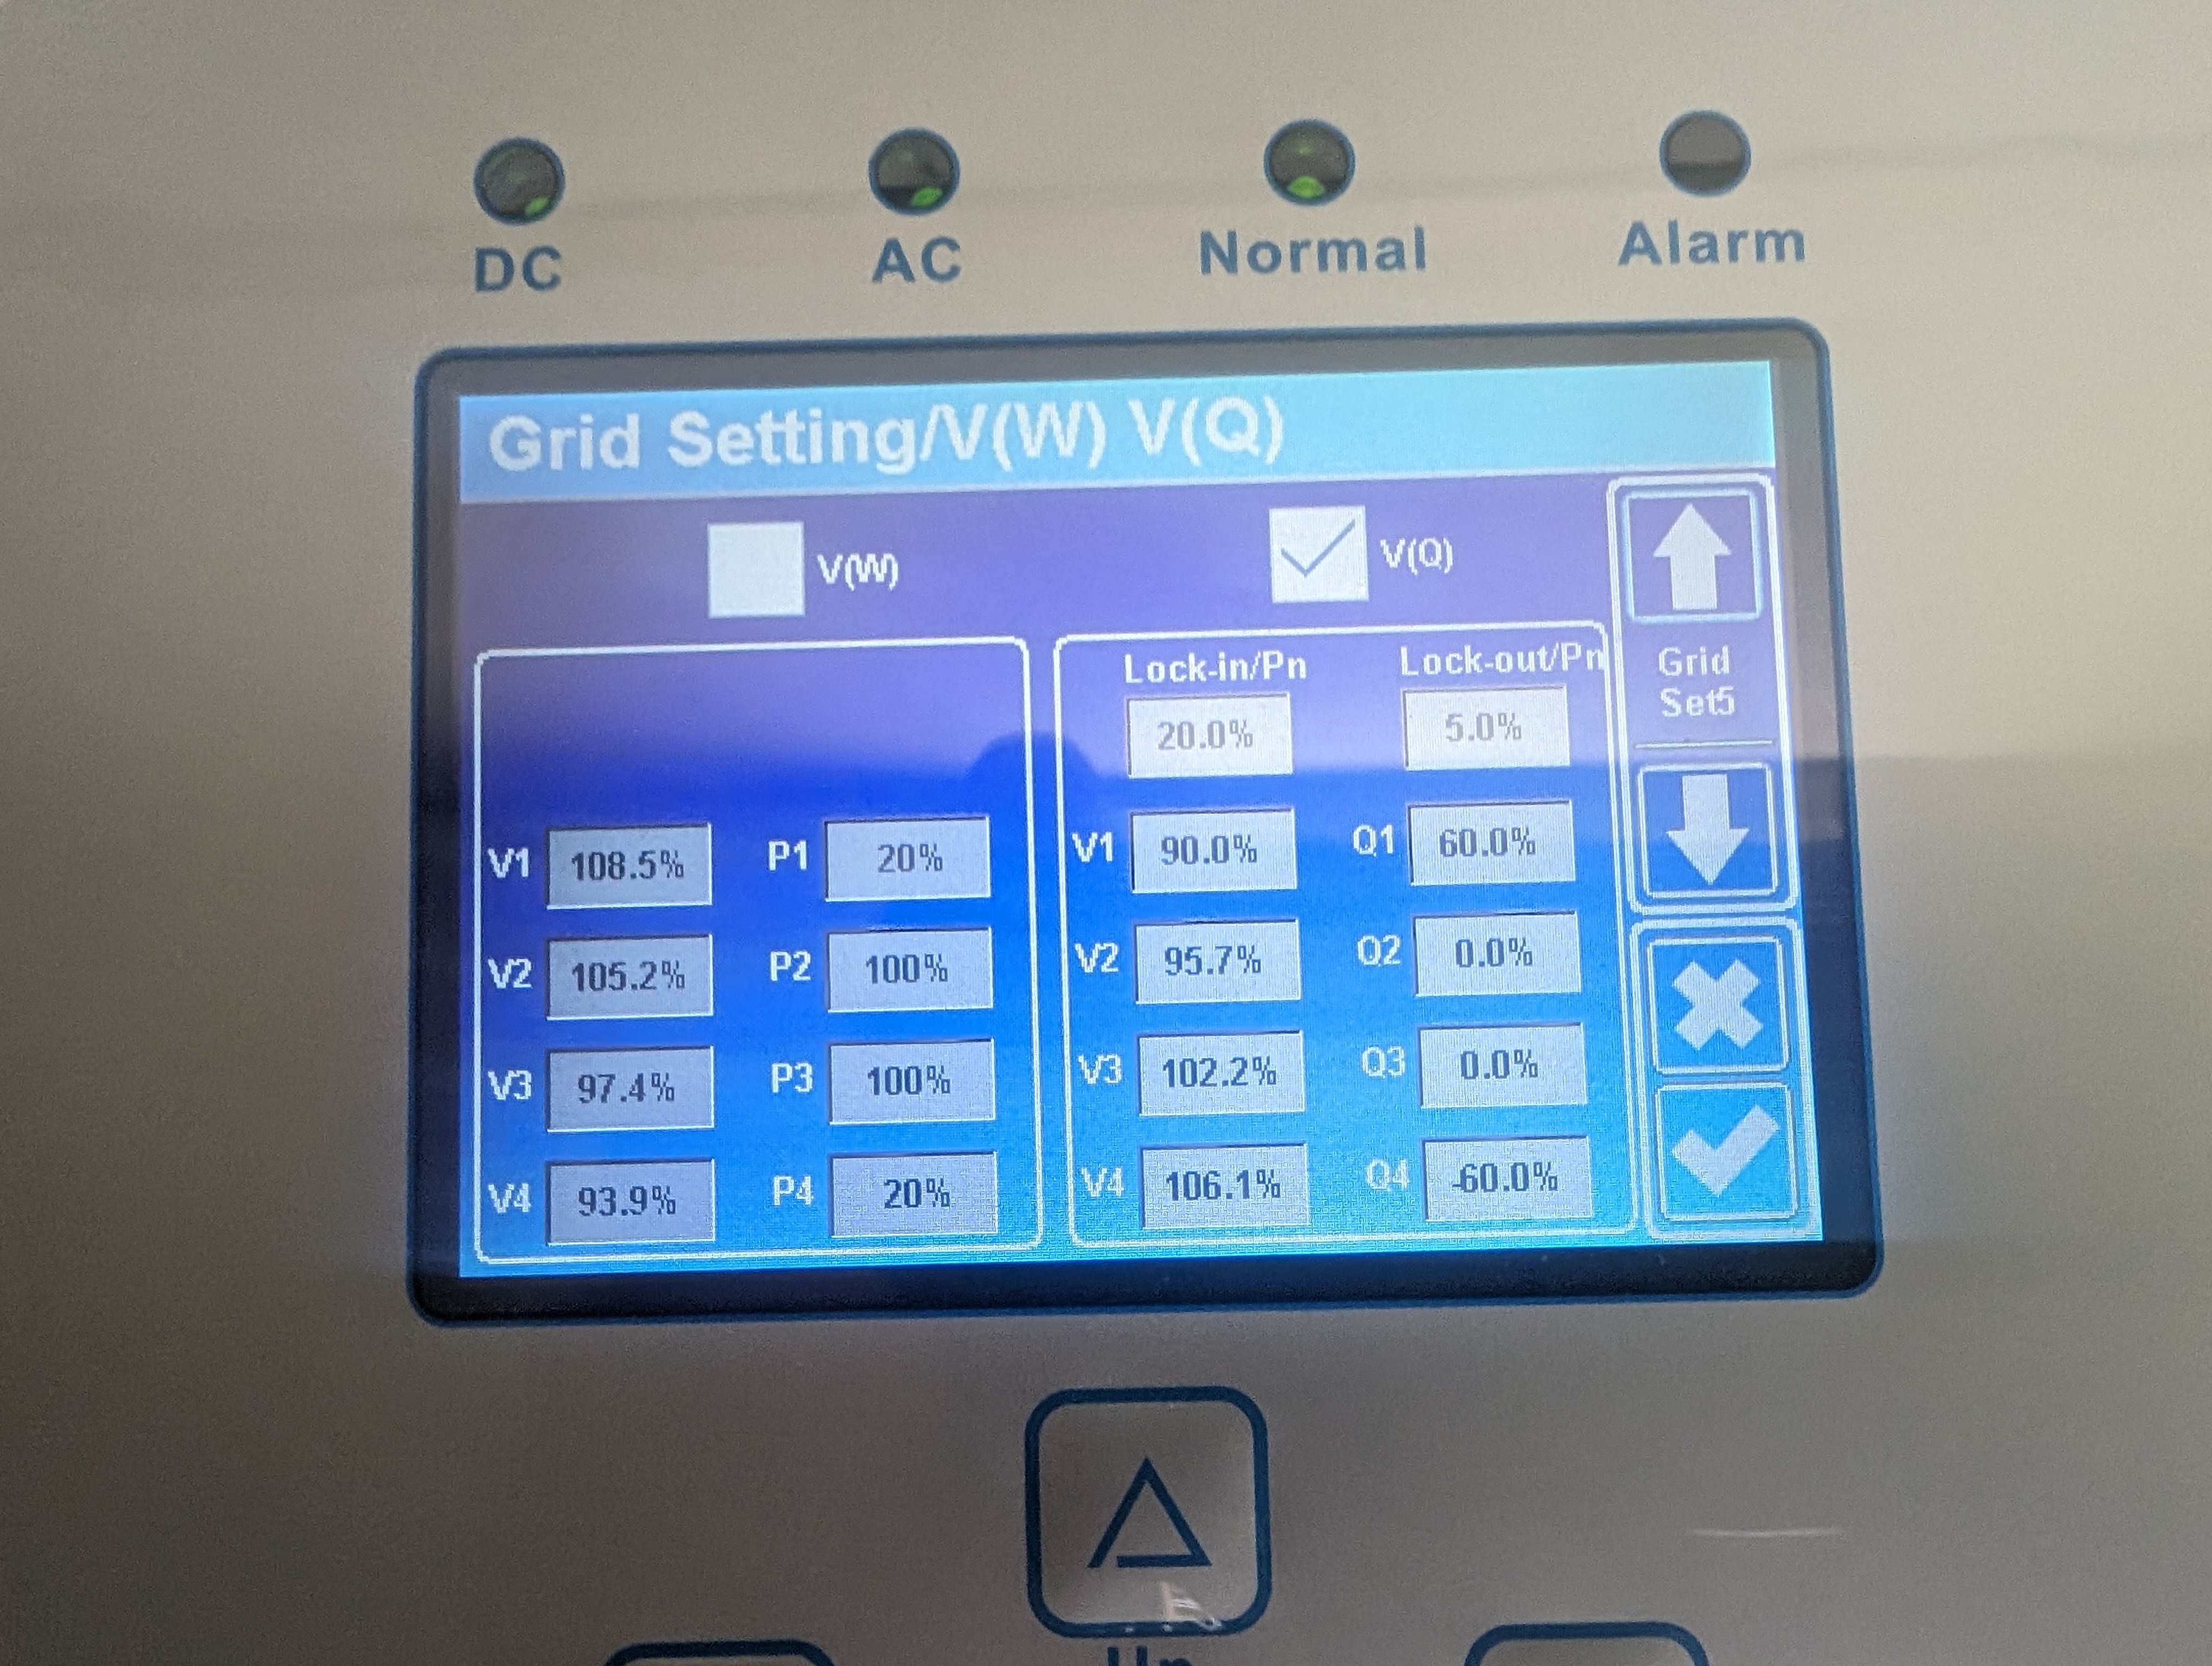 DC AC Normal Alarm
Grid Setting/V(W) V(Q)
V(W) V(Q)
Lock-in/Pn Lock-out/Pn
20.0% 5.0%
Grid
Set5
V1 108.5% P1 20% V1 90.0% Q1 60.0%
V2 105.2% P2 100% V2 95.7% Q2 0.0%
V3 97.4% P3 100% V3 102.2% Q3 0.0%
V4 93.9% P4 20% V4 106.1% Q4 -60.0%
Up